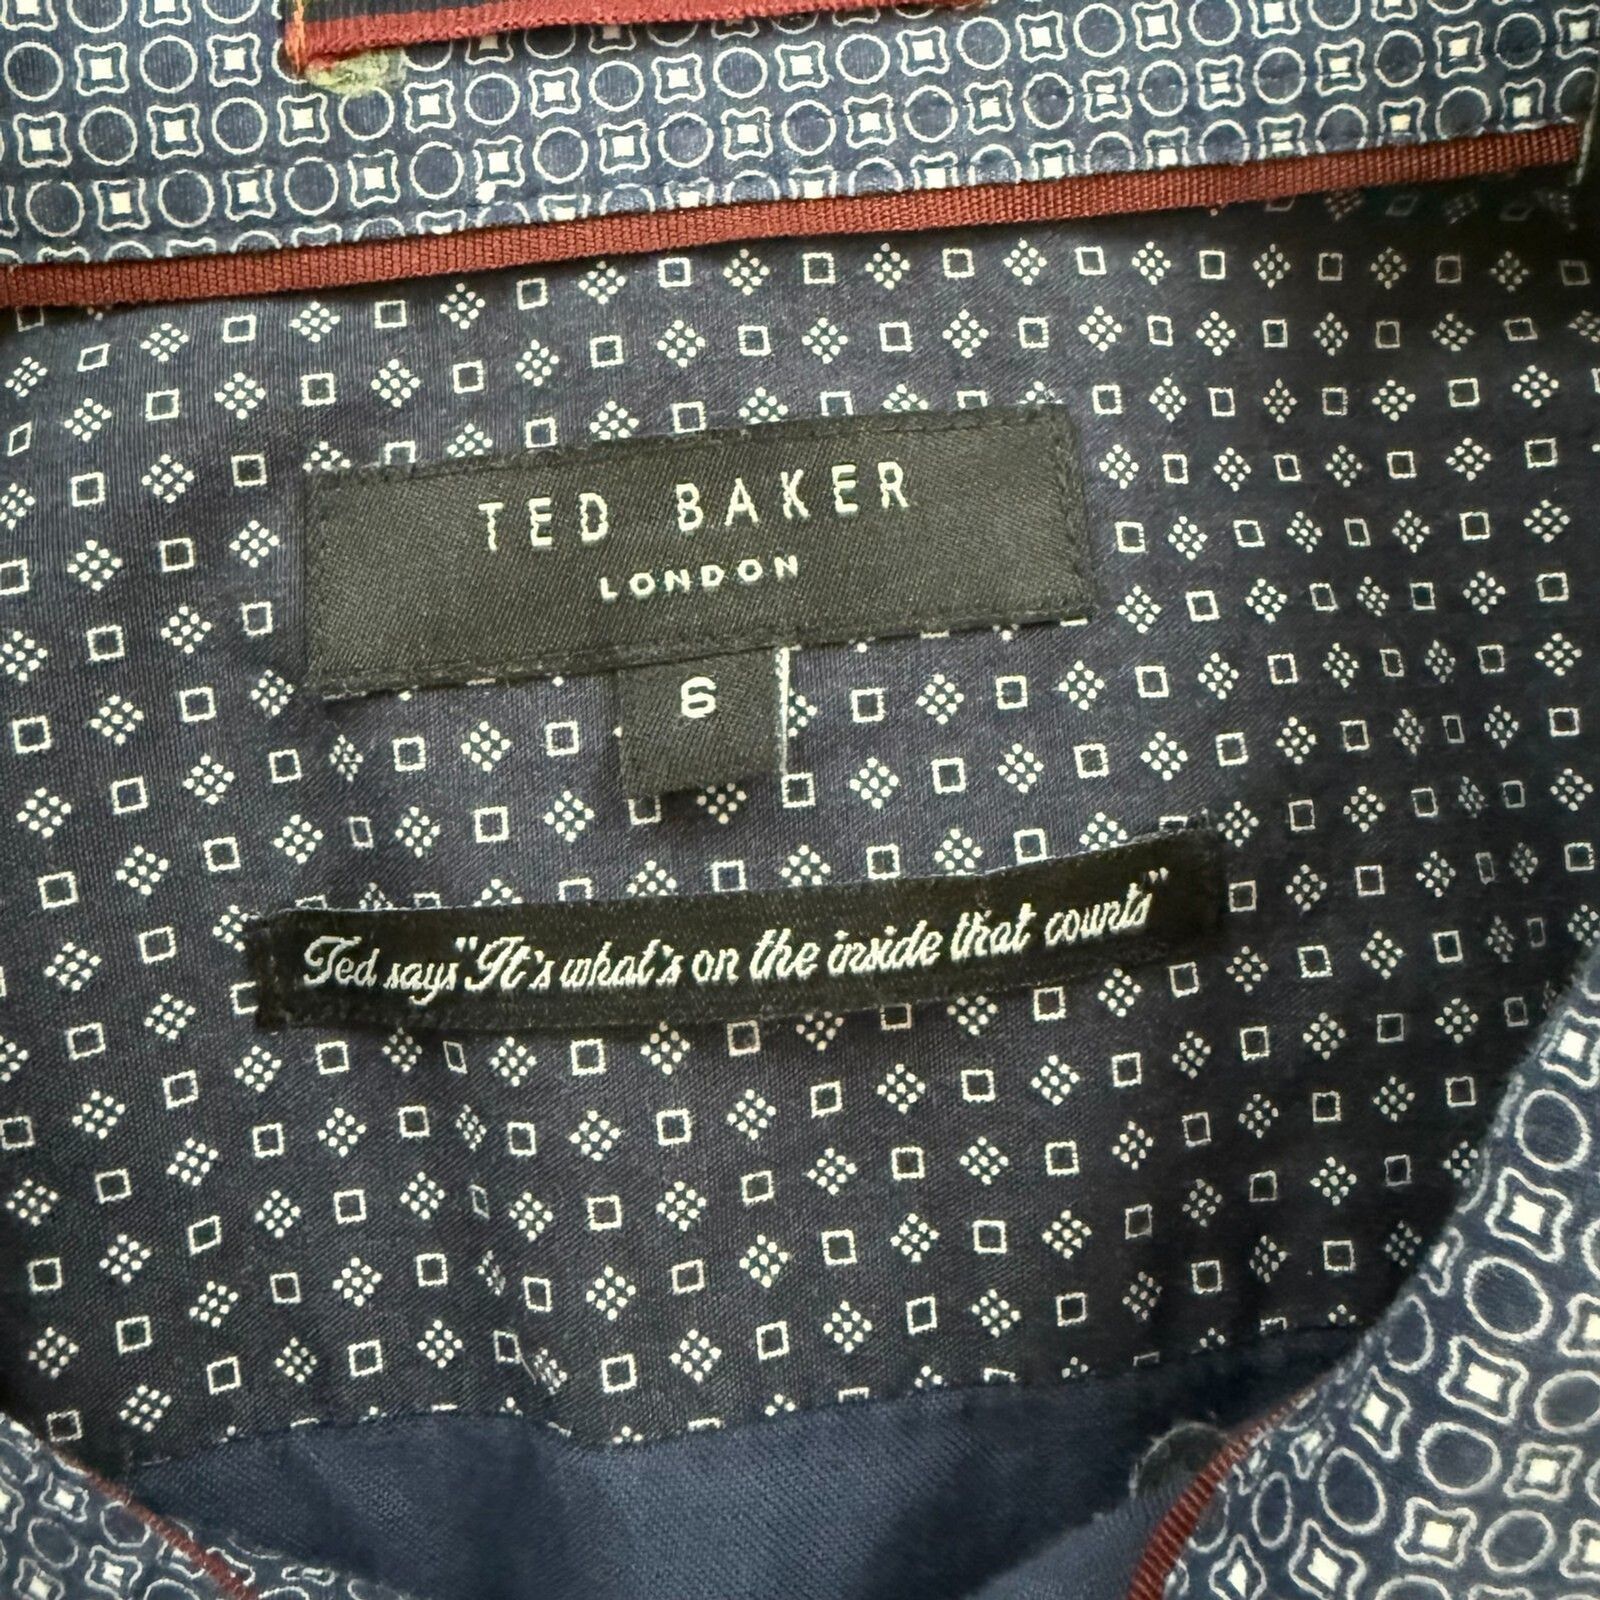 TED BAKER
LONDON
6
Ted says "It's what's on the inside that counts"